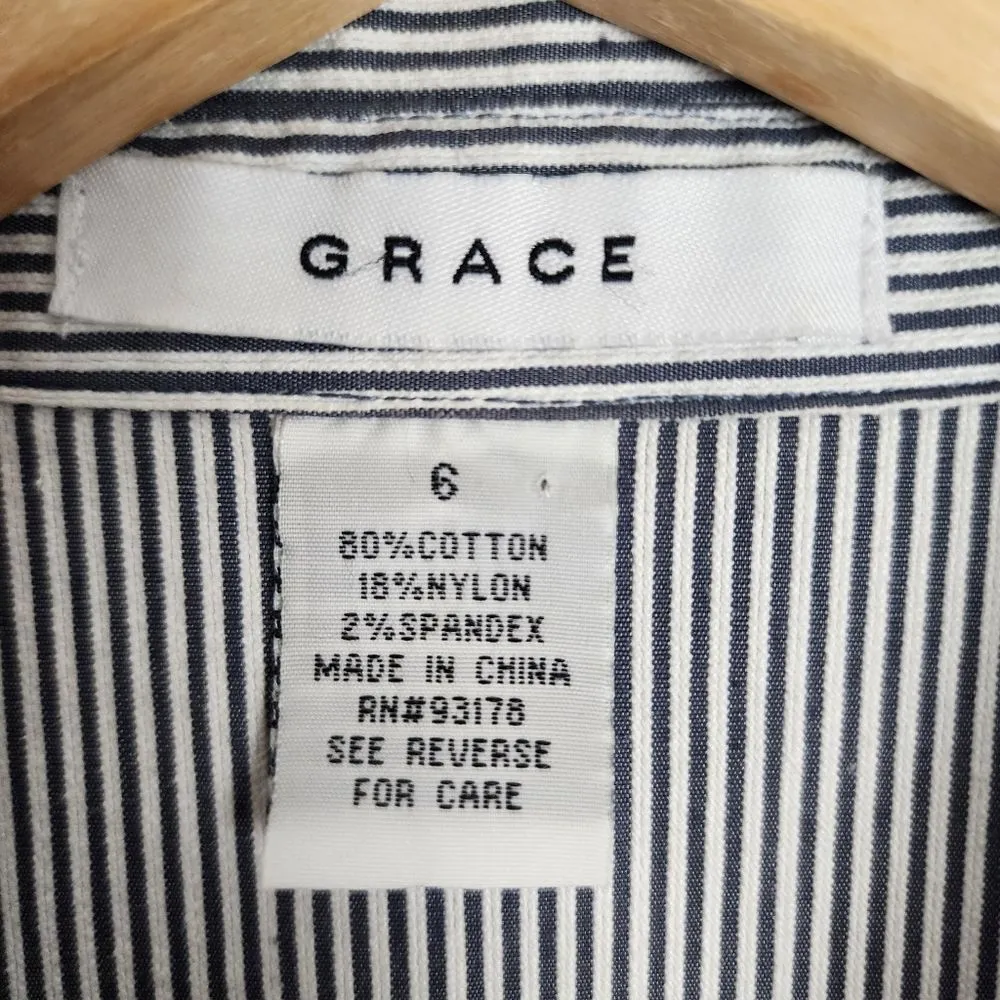 GRACE
6
80%COTTON
18%NYLON
2%SPANDEX
MADE IN CHINA
RN#93178
SEE REVERSE
FOR CARE